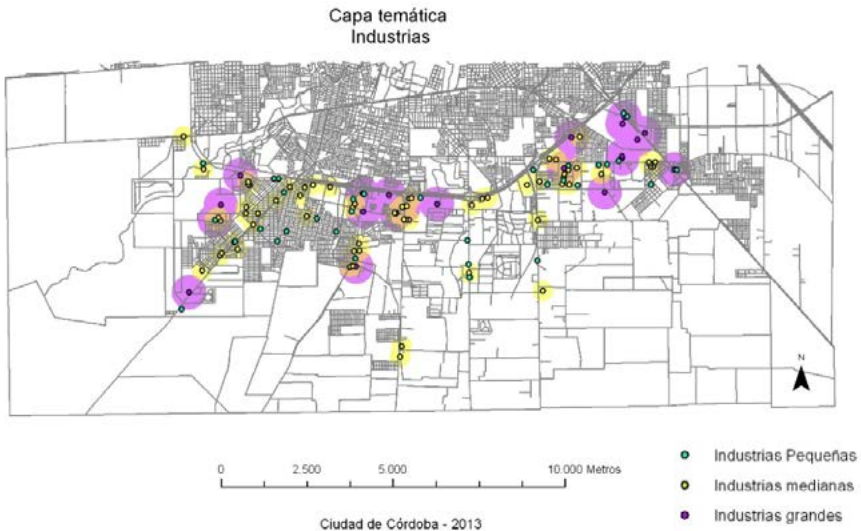 Capa temática
Industrias
N
0 2.500 5.000 10.000 Metros
Industrias Pequeñas
Industrias medianas
Industrias grandes
Ciudad de Córdoba - 2013